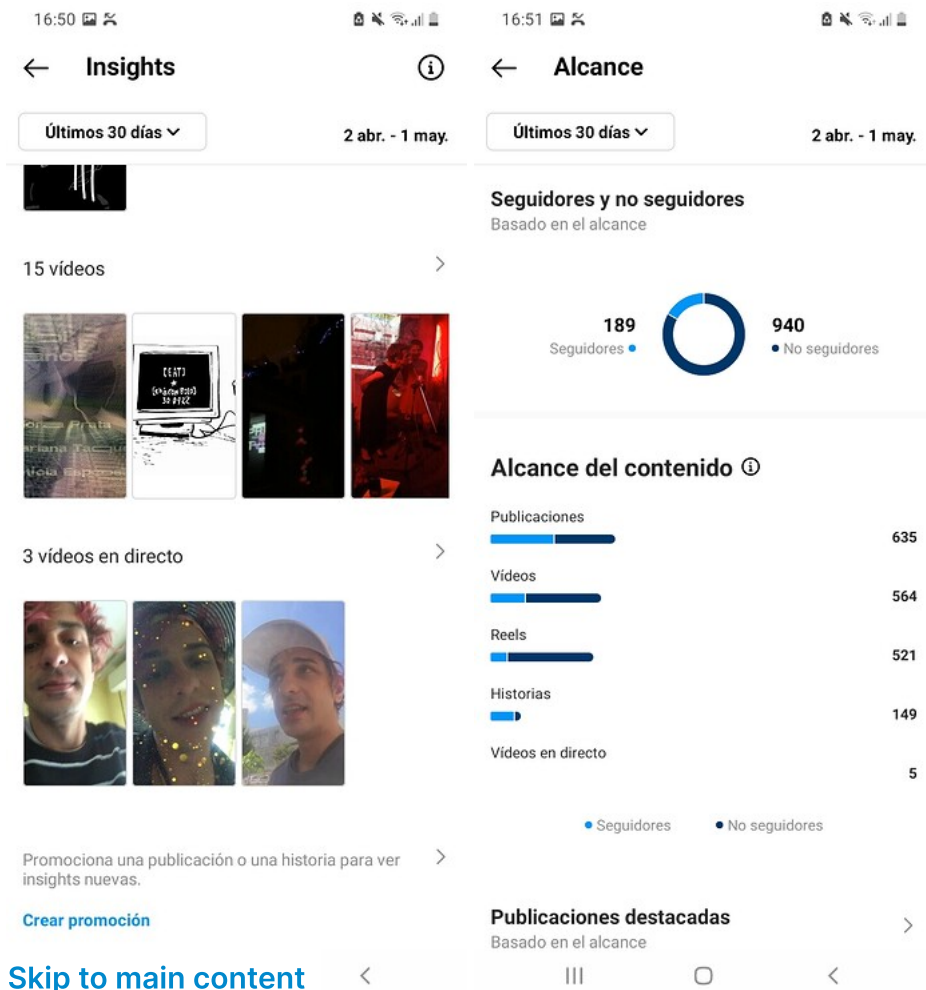 16:50
Insights
Últimos 30 días
2 abr. - 1 may.
15 vídeos
[EAT]
3 vídeos en directo
Promociona una publicación o una historia para ver
insights nuevas.
Crear promoción
Skip to main content
16:51
Alcance
Últimos 30 días
2 abr. - 1 may.
Seguidores y no seguidores
Basado en el alcance
189
Seguidores
940
No seguidores
Alcance del contenido
Publicaciones
635
Vídeos
564
Reels
521
Historias
149
Vídeos en directo
5
Seguidores
No seguidores
Publicaciones destacadas
Basado en el alcance